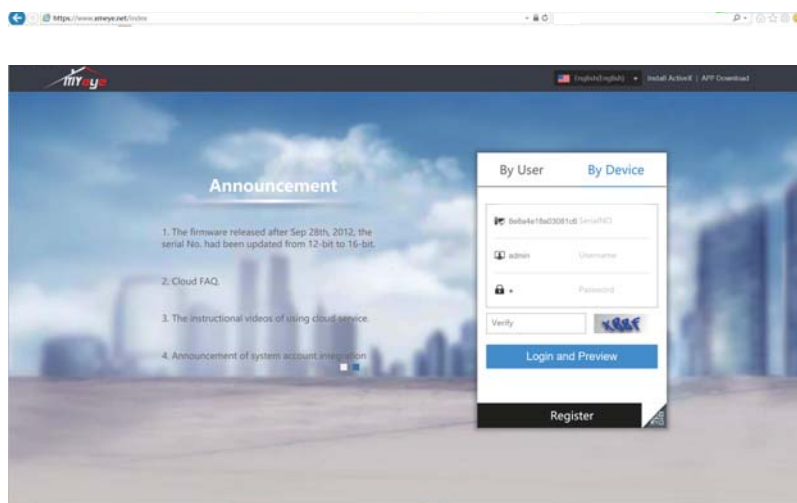 https://www.xmeye.net/index
English(English)
Install ActiveX | APP Download
Announcement
1. The firmware released after Sep 28th, 2012, the
serial No. had been updated from 12-bit to 16-bit.
2. Cloud FAQ.
3. The instructional videos of using cloud service.
4. Announcement of system account integration
By User By Device
SerialNO
admin Username
Password
Verify
Login and Preview
Register